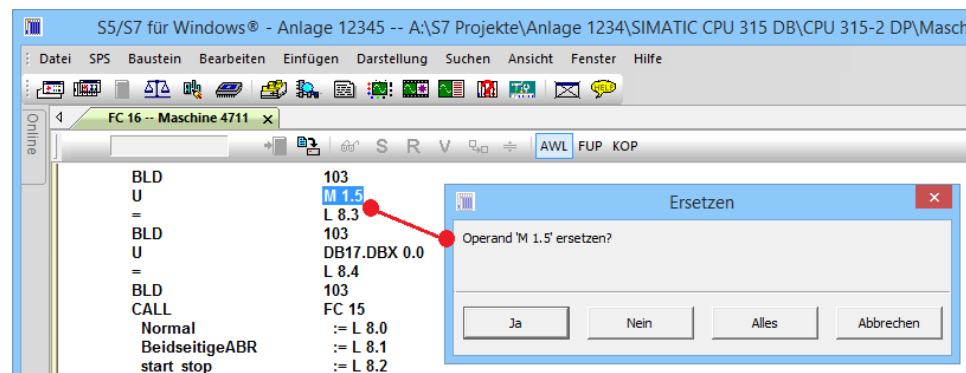 S5/S7 für Windows® - Anlage 12345 -- A:\S7 Projekte\Anlage 1234\SIMATIC CPU 315 DB\CPU 315-2 DP\Masch
Datei SPS Baustein Bearbeiten Einfügen Darstellung Suchen Ansicht Fenster Hilfe
HELP
Online
FC 16 -- Maschine 4711 x
S R V AWL FUP KOP
BLD 103
U M 1.5
= L 8.3
BLD 103
U DB17.DBX 0.0
= L 8.4
BLD 103
CALL FC 15
Normal := L 8.0
BeidseitigeABR := L 8.1
start stop := L 8.2
Ersetzen
Operand 'M 1.5' ersetzen?
Ja Nein Alles Abbrechen